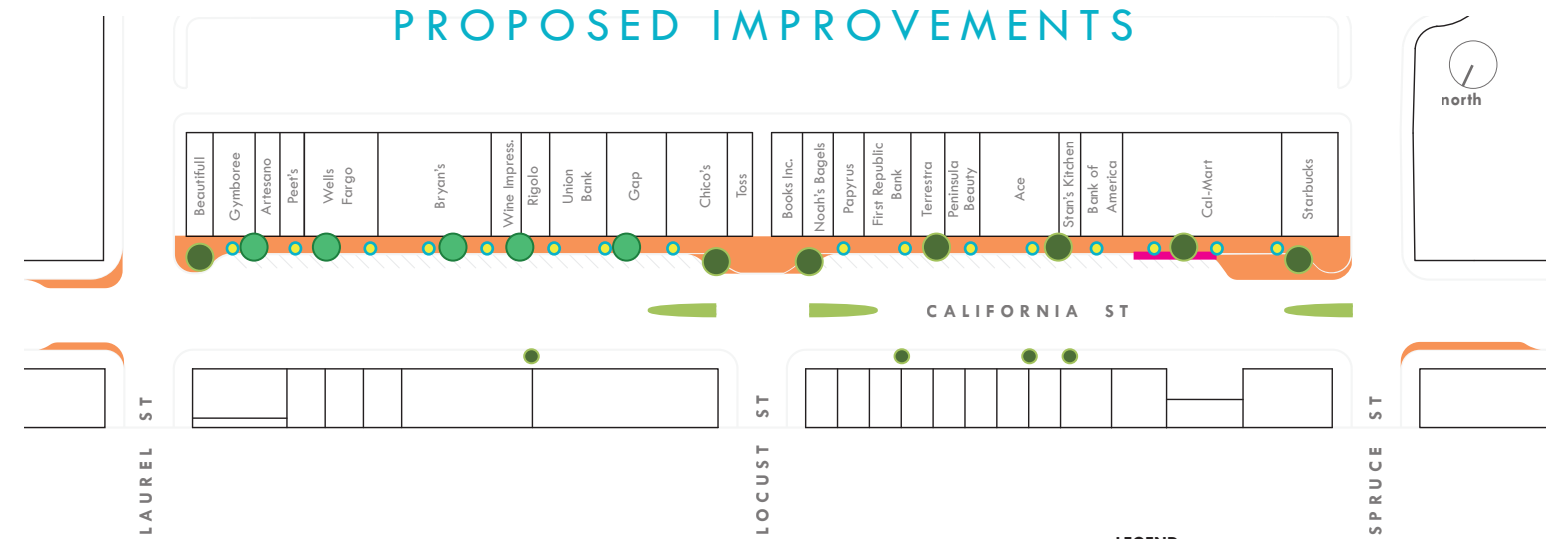 PROPOSED IMPROVEMENTS
north
Beautifull
Gymboree
Artesano
Peet's
Wells
Fargo
Bryan's
Wine Impress.
Rigolo
Union
Bank
Gap
Chico's
Toss
Books Inc.
Noah's Bagels
Papyrus
First Republic
Bank
Terrestra
Peninsula
Beauty
Ace
Stan's Kitchen
Bank of
America
Cal-Mart
Starbucks
CALIFORNIA ST
LAUREL ST
LOCUST ST
SPRUCE ST
LEGEND